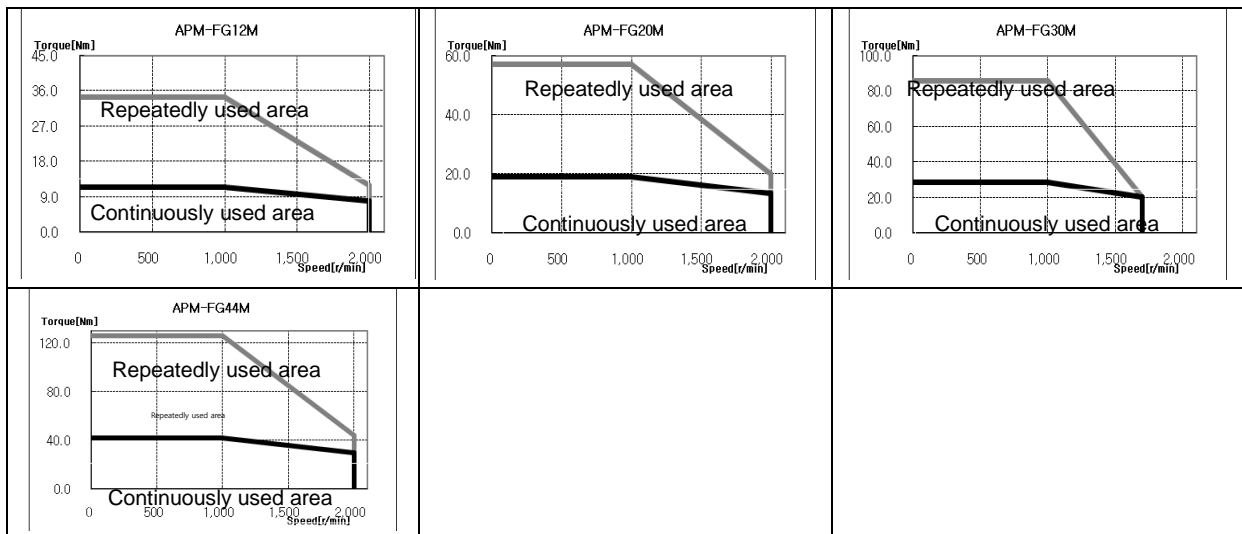 APM-FG12M
Torque[Nm]
45.0
36.0
Repeatedly used area
27.0
18.0
9.0
Continuously used area
0.0
0 500 1,000 1,500 2,000
Speed[r/min]
APM-FG20M
Torque[Nm]
60.0
Repeatedly used area
40.0
20.0
Continuously used area
0.0
0 500 1,000 1,500 2,000
Speed[r/min]
APM-FG30M
Torque[Nm]
100.0
Repeatedly used area
80.0
60.0
40.0
20.0
Continuously used area
0.0
0 500 1,000 1,500 2,000
Speed[r/min]
APM-FG44M
Torque[Nm]
120.0
Repeatedly used area
80.0
Repeatedly used area
40.0
0.0
Continuously used area
0 500 1,000 1,500 2,000
Speed[r/min]